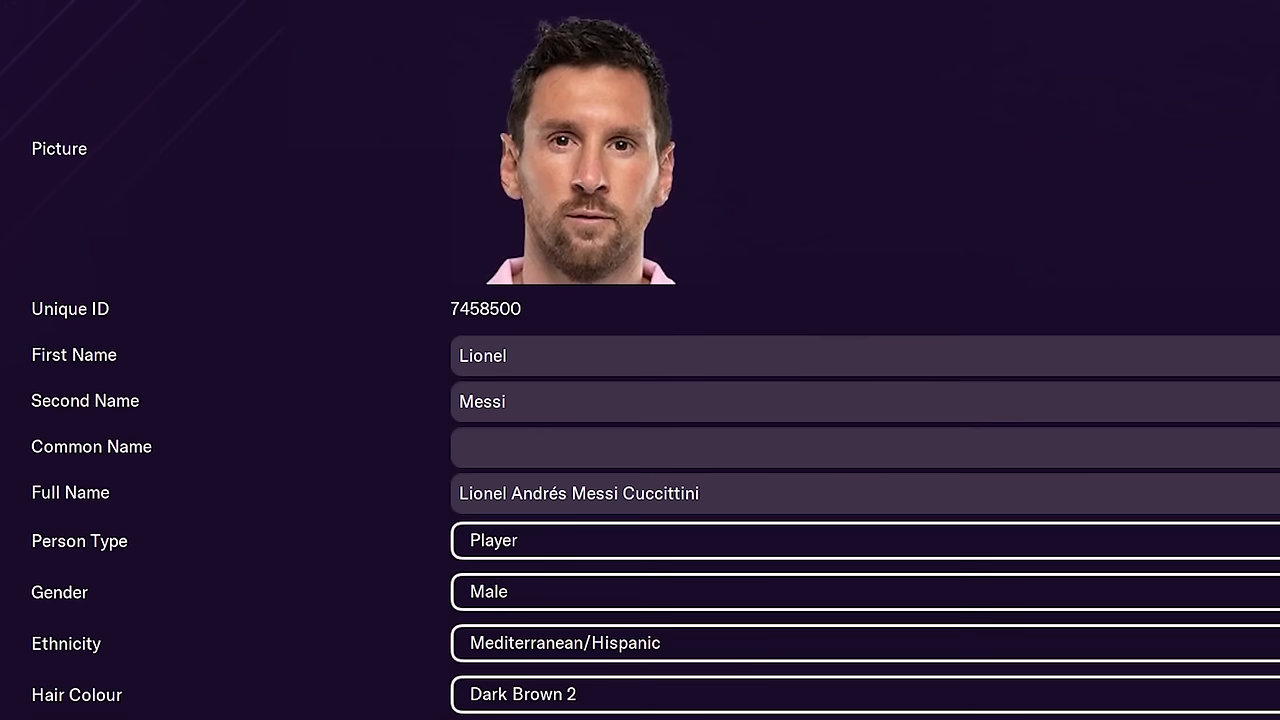 Picture
Unique ID 7458500
First Name Lionel
Second Name Messi
Common Name
Full Name Lionel Andrés Messi Cuccittini
Person Type Player
Gender Male
Ethnicity Mediterranean/Hispanic
Hair Colour Dark Brown 2